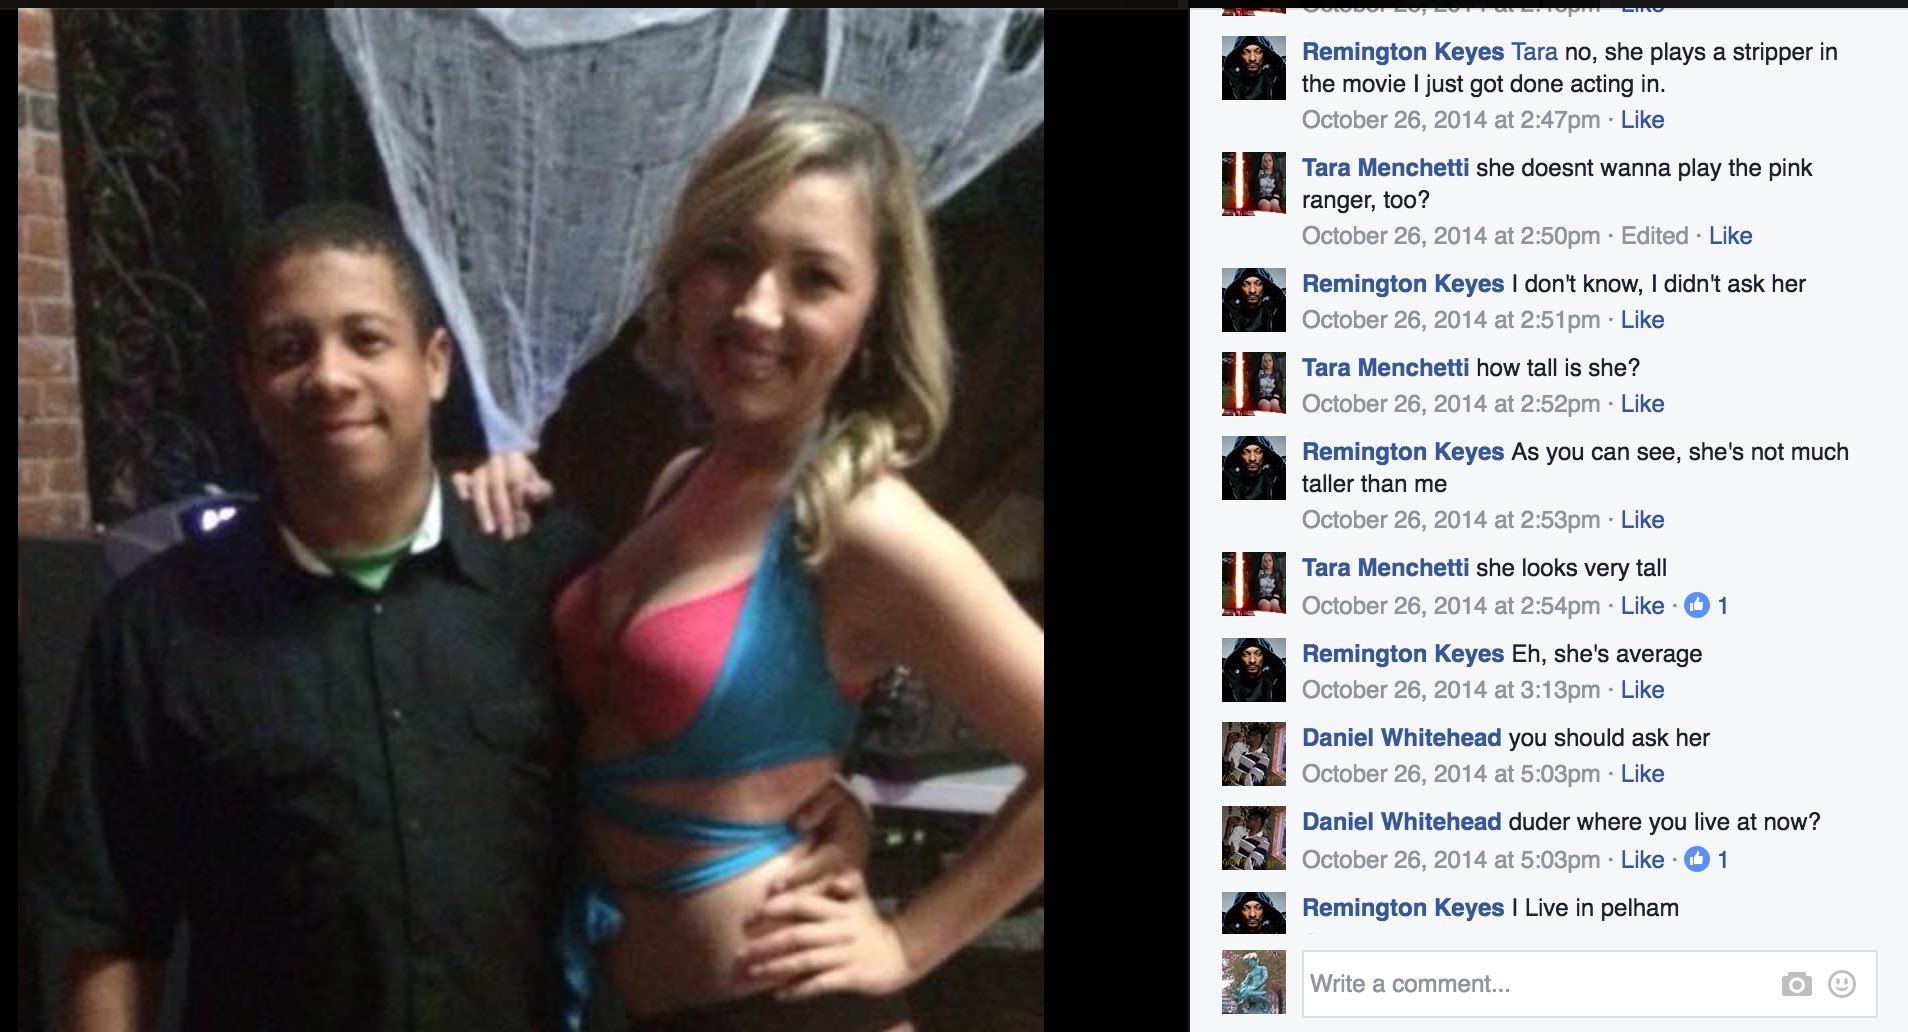 Remington Keyes Tara no, she plays a stripper in
the movie I just got done acting in.
October 26, 2014 at 2:47pm · Like
Tara Menchetti she doesnt wanna play the pink
ranger, too?
October 26, 2014 at 2:50pm · Edited · Like
Remington Keyes I don't know, I didn't ask her
October 26, 2014 at 2:51pm · Like
Tara Menchetti how tall is she?
October 26, 2014 at 2:52pm · Like
Remington Keyes As you can see, she's not much
taller than me
October 26, 2014 at 2:53pm · Like
Tara Menchetti she looks very tall
October 26, 2014 at 2:54pm · Like · 1
Remington Keyes Eh, she's average
October 26, 2014 at 3:13pm · Like
Daniel Whitehead you should ask her
October 26, 2014 at 5:03pm · Like
Daniel Whitehead duder where you live at now?
October 26, 2014 at 5:03pm · Like · 1
Remington Keyes I Live in pelham
Write a comment...